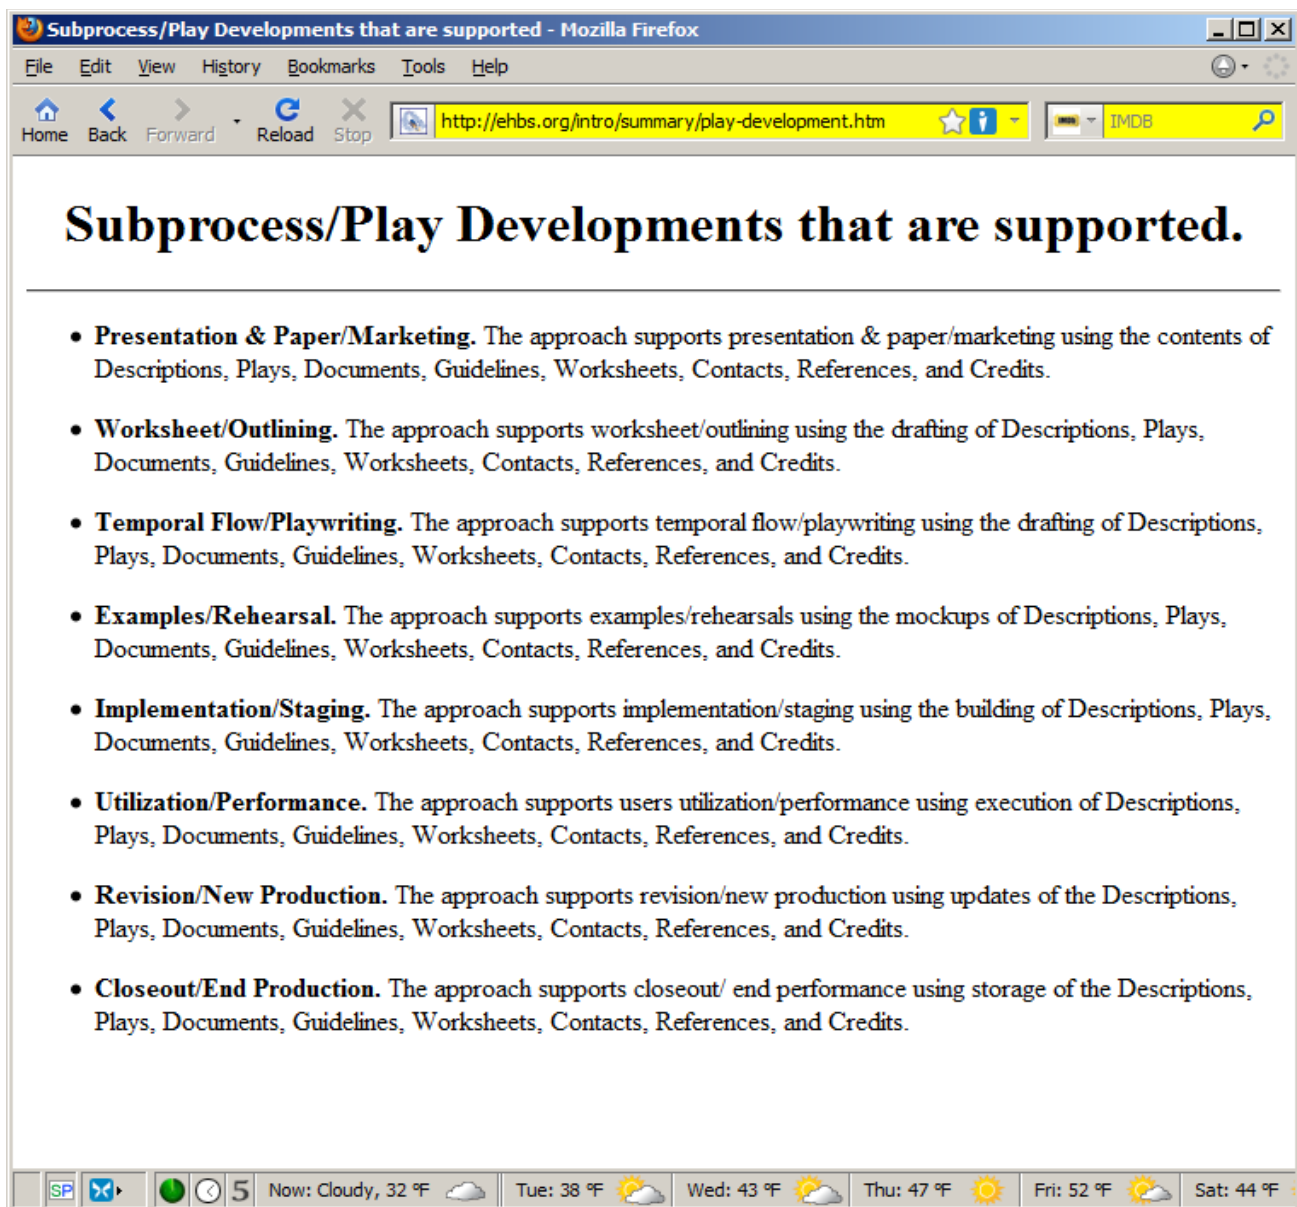 Subprocess/Play Developments that are supported - Mozilla Firefox
File Edit View History Bookmarks Tools Help
Home Back Forward Reload Stop http://ehbs.org/intro/summary/play-development.htm IMDB
Subprocess/Play Developments that are supported.
• Presentation & Paper/Marketing. The approach supports presentation & paper/marketing using the contents of
Descriptions, Plays, Documents, Guidelines, Worksheets, Contacts, References, and Credits.
• Worksheet/Outlining. The approach supports worksheet/outlining using the drafting of Descriptions, Plays,
Documents, Guidelines, Worksheets, Contacts, References, and Credits.
• Temporal Flow/Playwriting. The approach supports temporal flow/playwriting using the drafting of Descriptions,
Plays, Documents, Guidelines, Worksheets, Contacts, References, and Credits.
• Examples/Rehearsal. The approach supports examples/rehearsals using the mockups of Descriptions, Plays,
Documents, Guidelines, Worksheets, Contacts, References, and Credits.
• Implementation/Staging. The approach supports implementation/staging using the building of Descriptions, Plays,
Documents, Guidelines, Worksheets, Contacts, References, and Credits.
• Utilization/Performance. The approach supports users utilization/performance using execution of Descriptions,
Plays, Documents, Guidelines, Worksheets, Contacts, References, and Credits.
• Revision/New Production. The approach supports revision/new production using updates of the Descriptions,
Plays, Documents, Guidelines, Worksheets, Contacts, References, and Credits.
• Closeout/End Production. The approach supports closeout/ end performance using storage of the Descriptions,
Plays, Documents, Guidelines, Worksheets, Contacts, References, and Credits.
SP 5 Now: Cloudy, 32 °F Tue: 38 °F Wed: 43 °F Thu: 47 °F Fri: 52 °F Sat: 44 °F